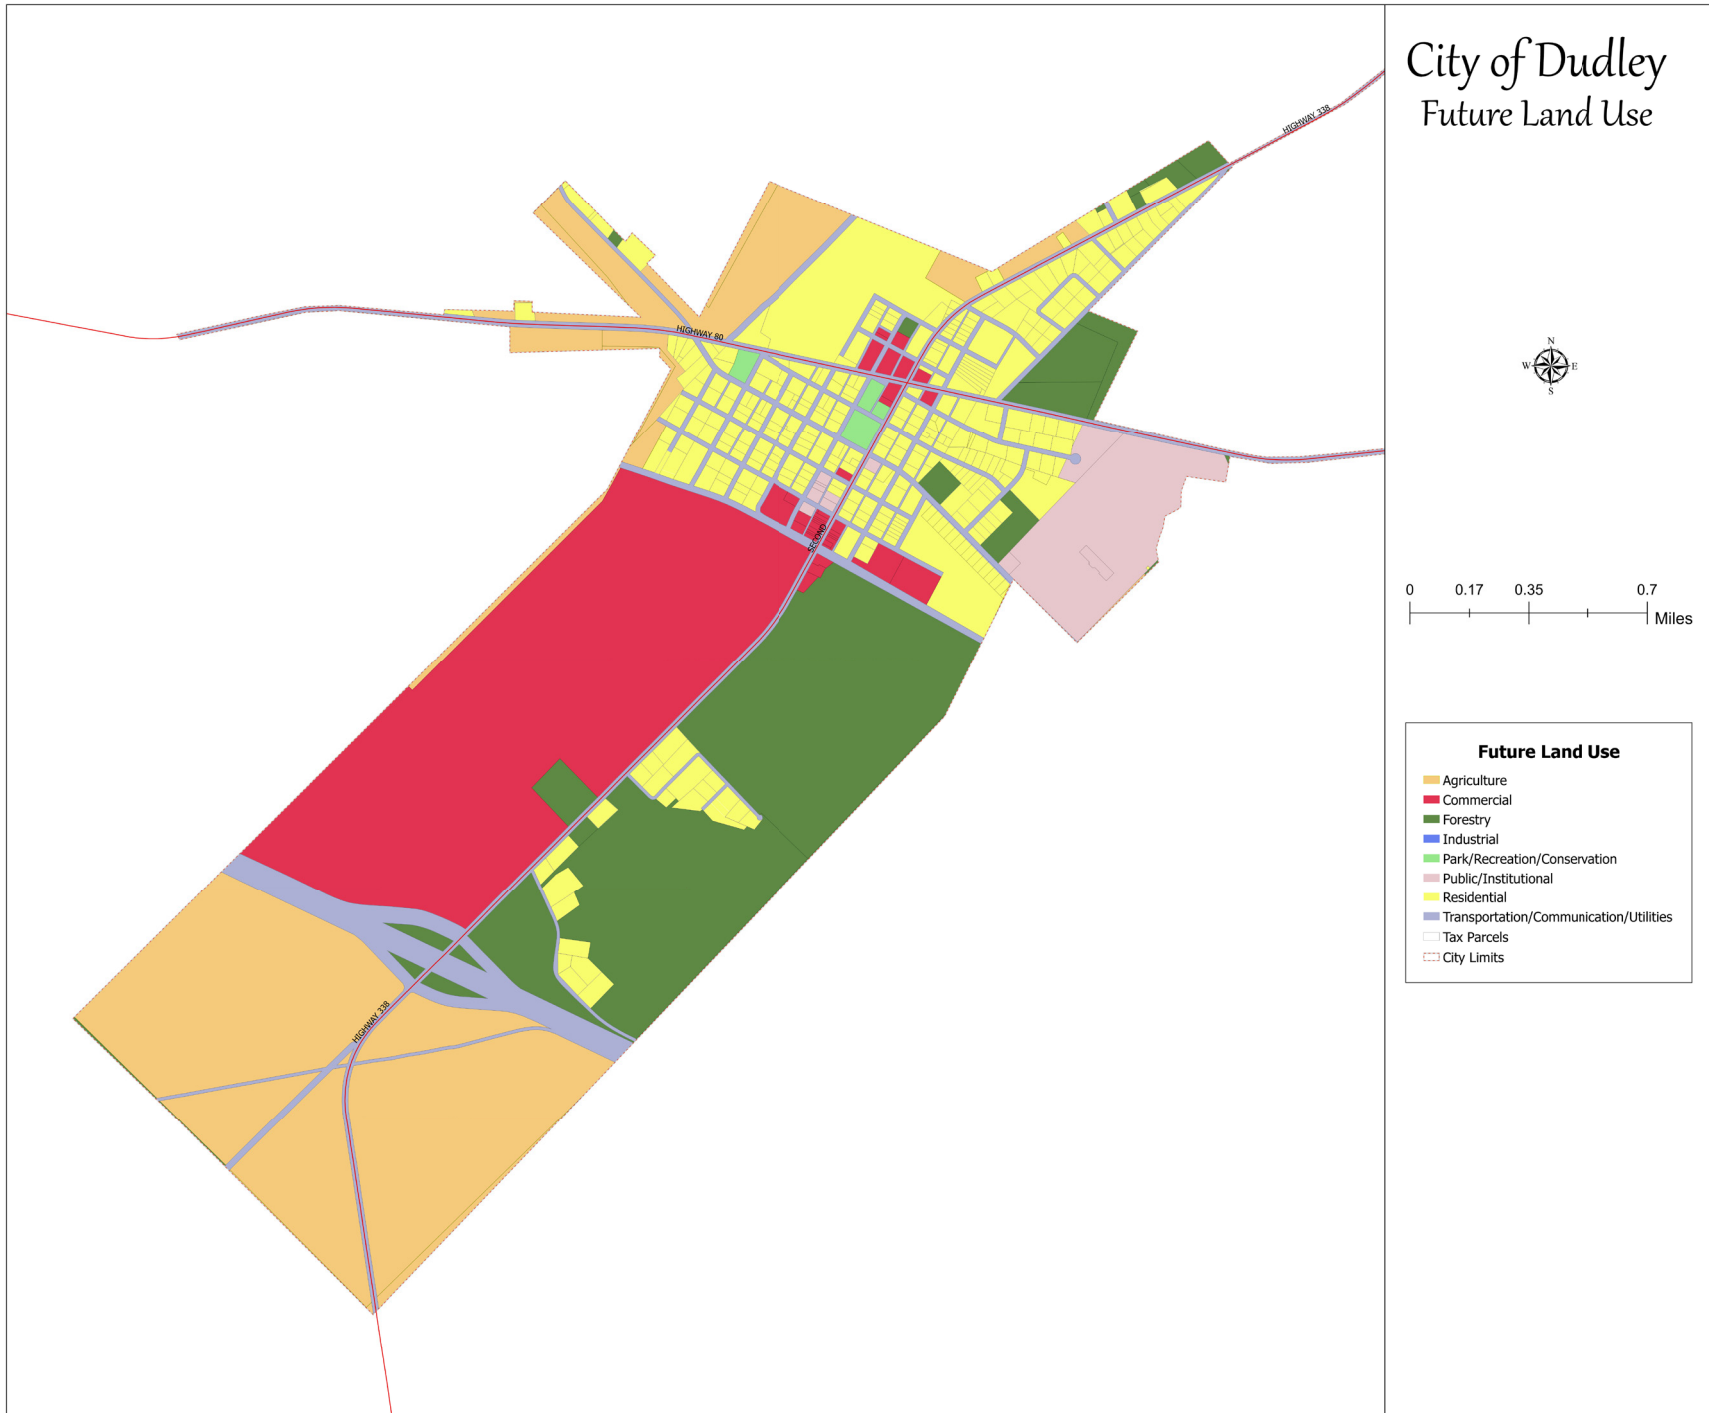 City of Dudley
Future Land Use
HIGHWAY 338
HIGHWAY 80
SECOND
HIGHWAY 338
N
W E
S
0 0.17 0.35 0.7
Miles
Future Land Use
Agriculture
Commercial
Forestry
Industrial
Park/Recreation/Conservation
Public/Institutional
Residential
Transportation/Communication/Utilities
Tax Parcels
City Limits